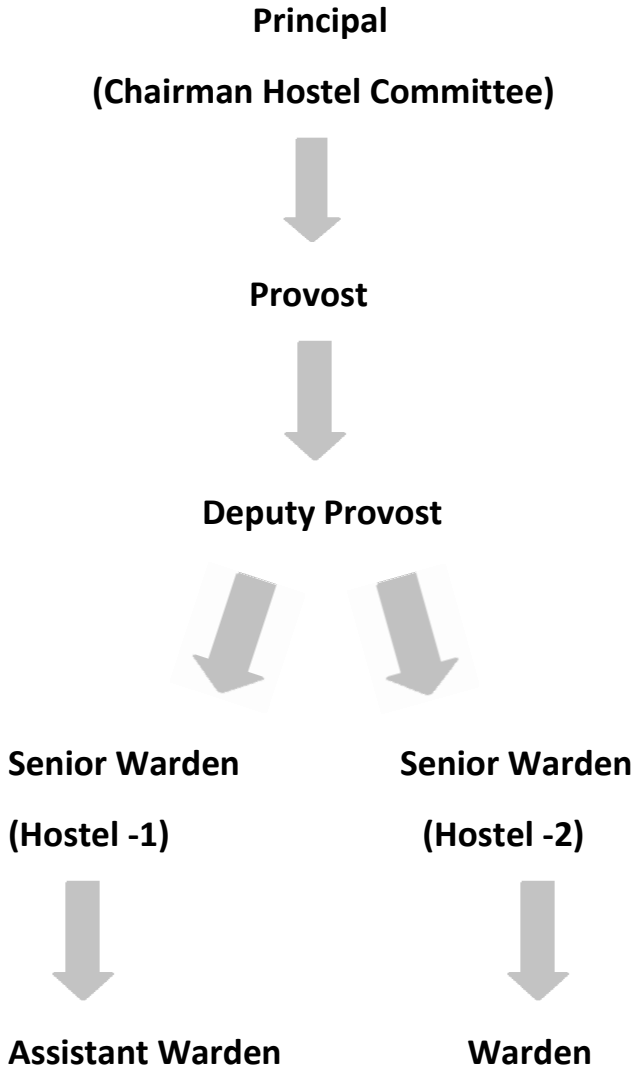 Principal
(Chairman Hostel Committee)
Provost
Deputy Provost
Senior Warden Senior Warden
(Hostel -1) (Hostel -2)
Assistant Warden Warden